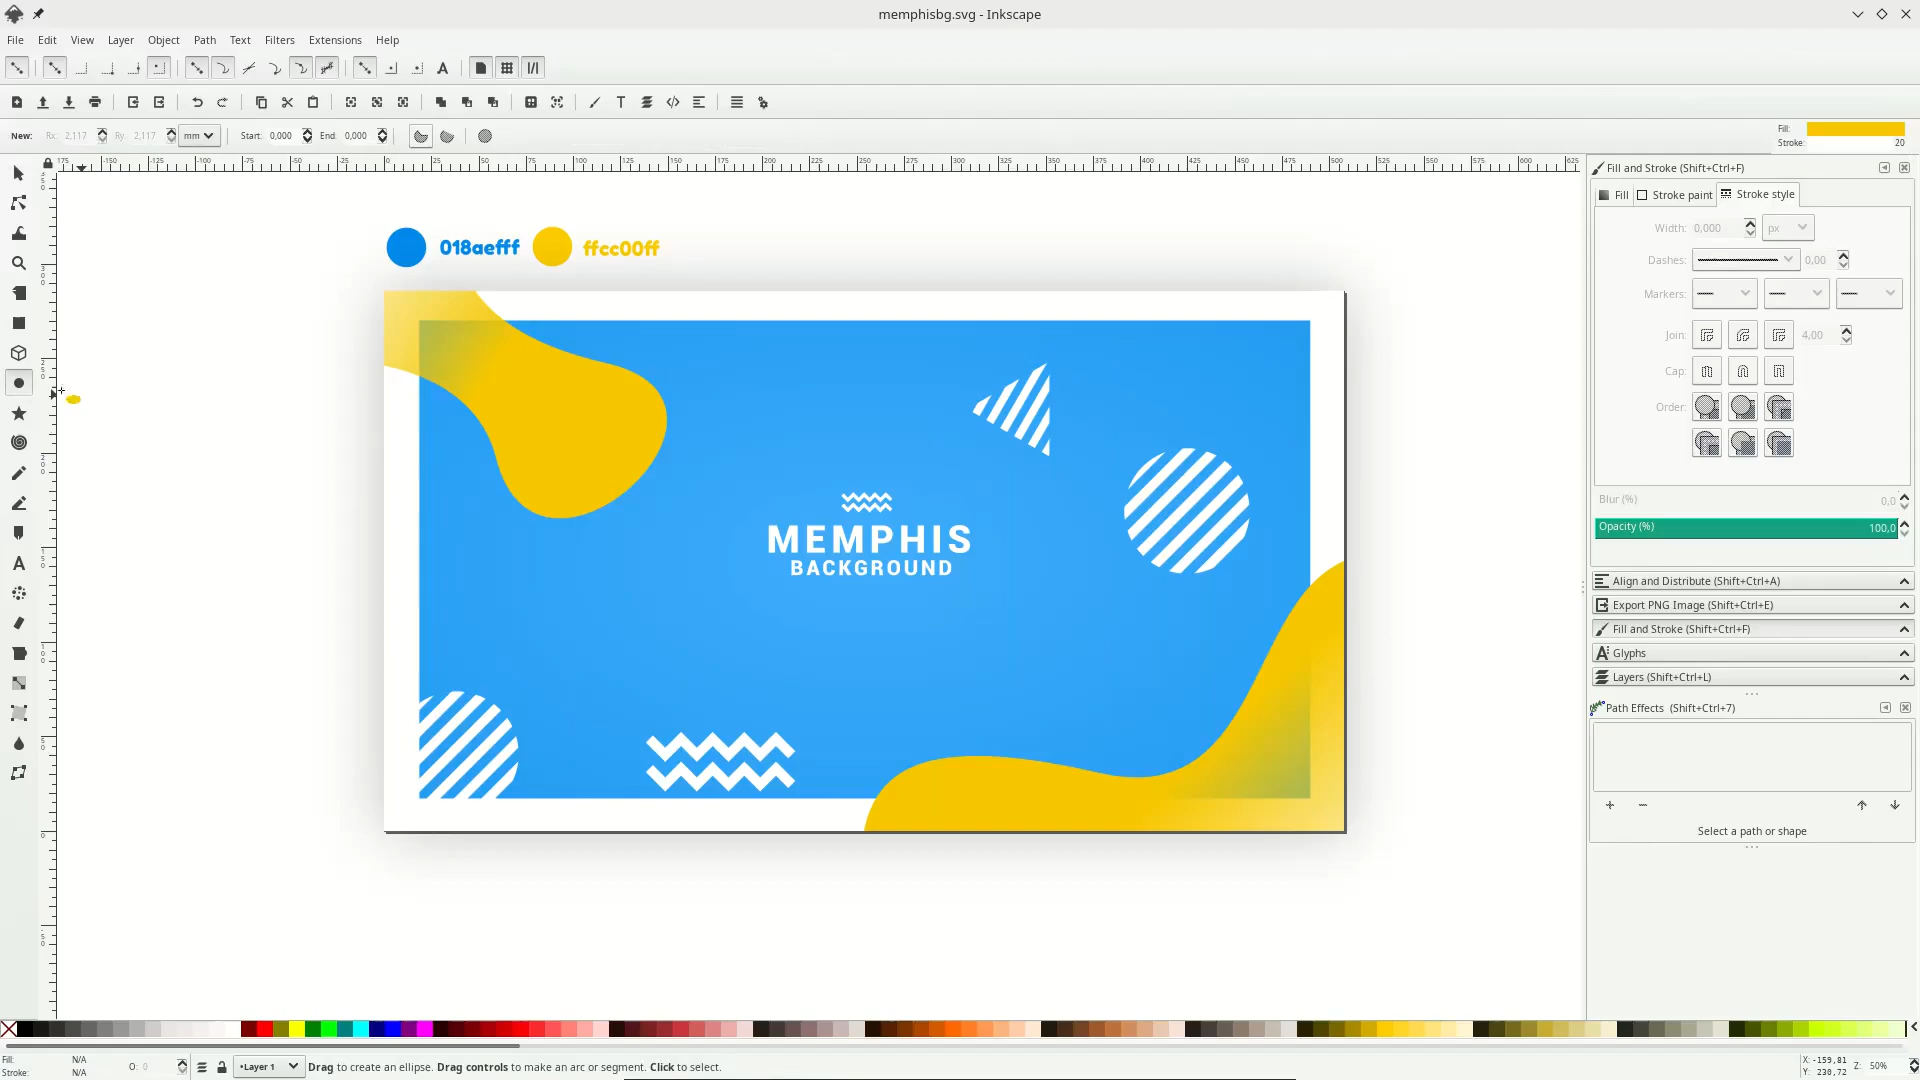 memphisbg.svg - Inkscape
File Edit View Layer Object Path Text Filters Extensions Help
New: Rx: 2,117 Ry: 2,117 mm Start: 0,000 End: 0,000
Fill:
Stroke: 20
Fill and Stroke (Shift+Ctrl+F)
Fill Stroke paint Stroke style
Width: 0,000 px
Dashes: 0,00
Markers:
Join: 4,00
Cap:
Order:
Blur (%) 0,0
Opacity (%) 100,0
Align and Distribute (Shift+Ctrl+A)
Export PNG Image (Shift+Ctrl+E)
Fill and Stroke (Shift+Ctrl+F)
Glyphs
Layers (Shift+Ctrl+L)
Path Effects (Shift+Ctrl+7)
Select a path or shape
018aefff ffcc00ff
MEMPHIS
BACKGROUND
Fill: N/A
Stroke: N/A
O: 0
•Layer 1
Drag to create an ellipse. Drag controls to make an arc or segment. Click to select.
X: -159,81
Y: 230,72
Z: 50%